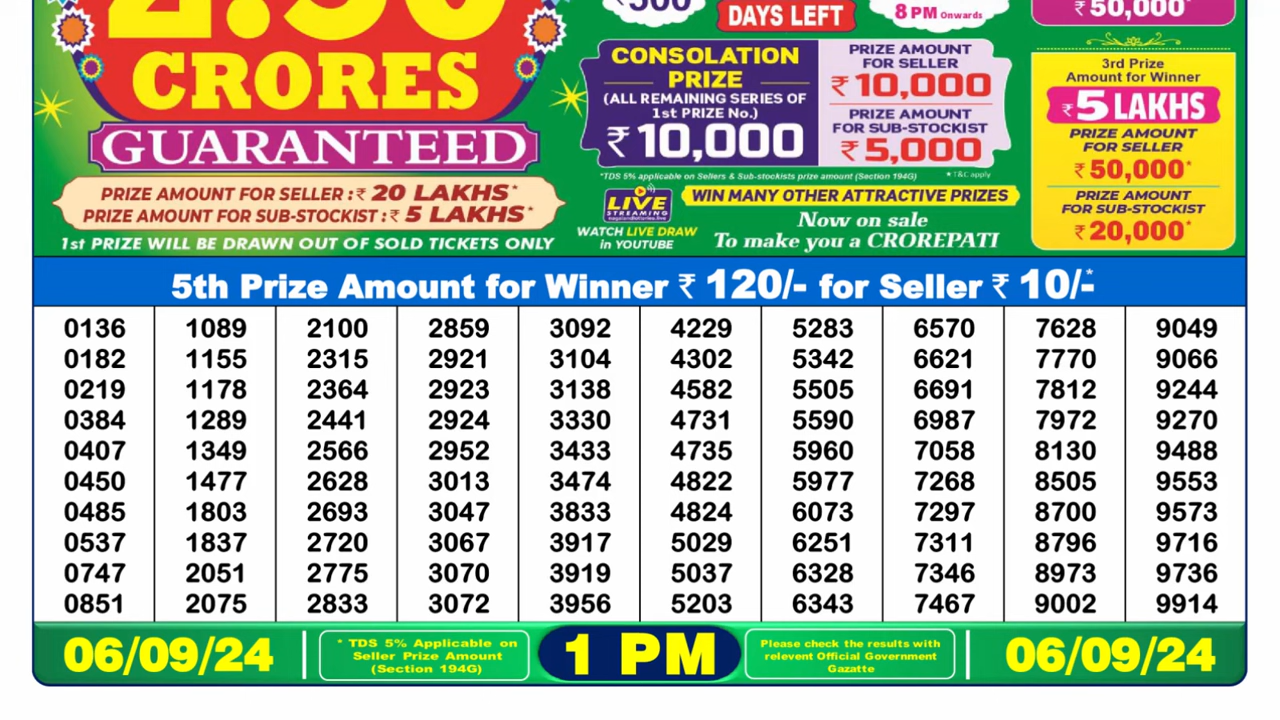 2.50
CRORES
GUARANTEED
PRIZE AMOUNT FOR SELLER :₹ 20 LAKHS*
PRIZE AMOUNT FOR SUB-STOCKIST :₹ 5 LAKHS*
1st PRIZE WILL BE DRAWN OUT OF SOLD TICKETS ONLY
₹500
DAYS LEFT
8 PM Onwards
₹ 50,000*
CONSOLATION
PRIZE
(ALL REMAINING SERIES OF
1st PRIZE No.)
₹ 10,000
PRIZE AMOUNT
FOR SELLER
₹ 10,000
PRIZE AMOUNT
FOR SUB-STOCKIST
₹ 5,000
*TDS 5% applicable on Sellers & Sub-stockists prize amount (Section 194G)
* T&C apply
LIVE
STREAMING
nagalandlotteries.live
WATCH LIVE DRAW
in YOUTUBE
WIN MANY OTHER ATTRACTIVE PRIZES
Now on sale
To make you a CROREPATI
3rd Prize
Amount for Winner
₹ 5 LAKHS
PRIZE AMOUNT
FOR SELLER
₹ 50,000*
PRIZE AMOUNT
FOR SUB-STOCKIST
₹ 20,000*
5th Prize Amount for Winner ₹ 120/- for Seller ₹ 10/-*
0136 1089 2100 2859 3092 4229 5283 6570 7628 9049
0182 1155 2315 2921 3104 4302 5342 6621 7770 9066
0219 1178 2364 2923 3138 4582 5505 6691 7812 9244
0384 1289 2441 2924 3330 4731 5590 6987 7972 9270
0407 1349 2566 2952 3433 4735 5960 7058 8130 9488
0450 1477 2628 3013 3474 4822 5977 7268 8505 9553
0485 1803 2693 3047 3833 4824 6073 7297 8700 9573
0537 1837 2720 3067 3917 5029 6251 7311 8796 9716
0747 2051 2775 3070 3919 5037 6328 7346 8973 9736
0851 2075 2833 3072 3956 5203 6343 7467 9002 9914
06/09/24
* TDS 5% Applicable on
Seller Prize Amount
(Section 194G)
1 PM
Please check the results with
relevent Official Government
Gazatte
06/09/24